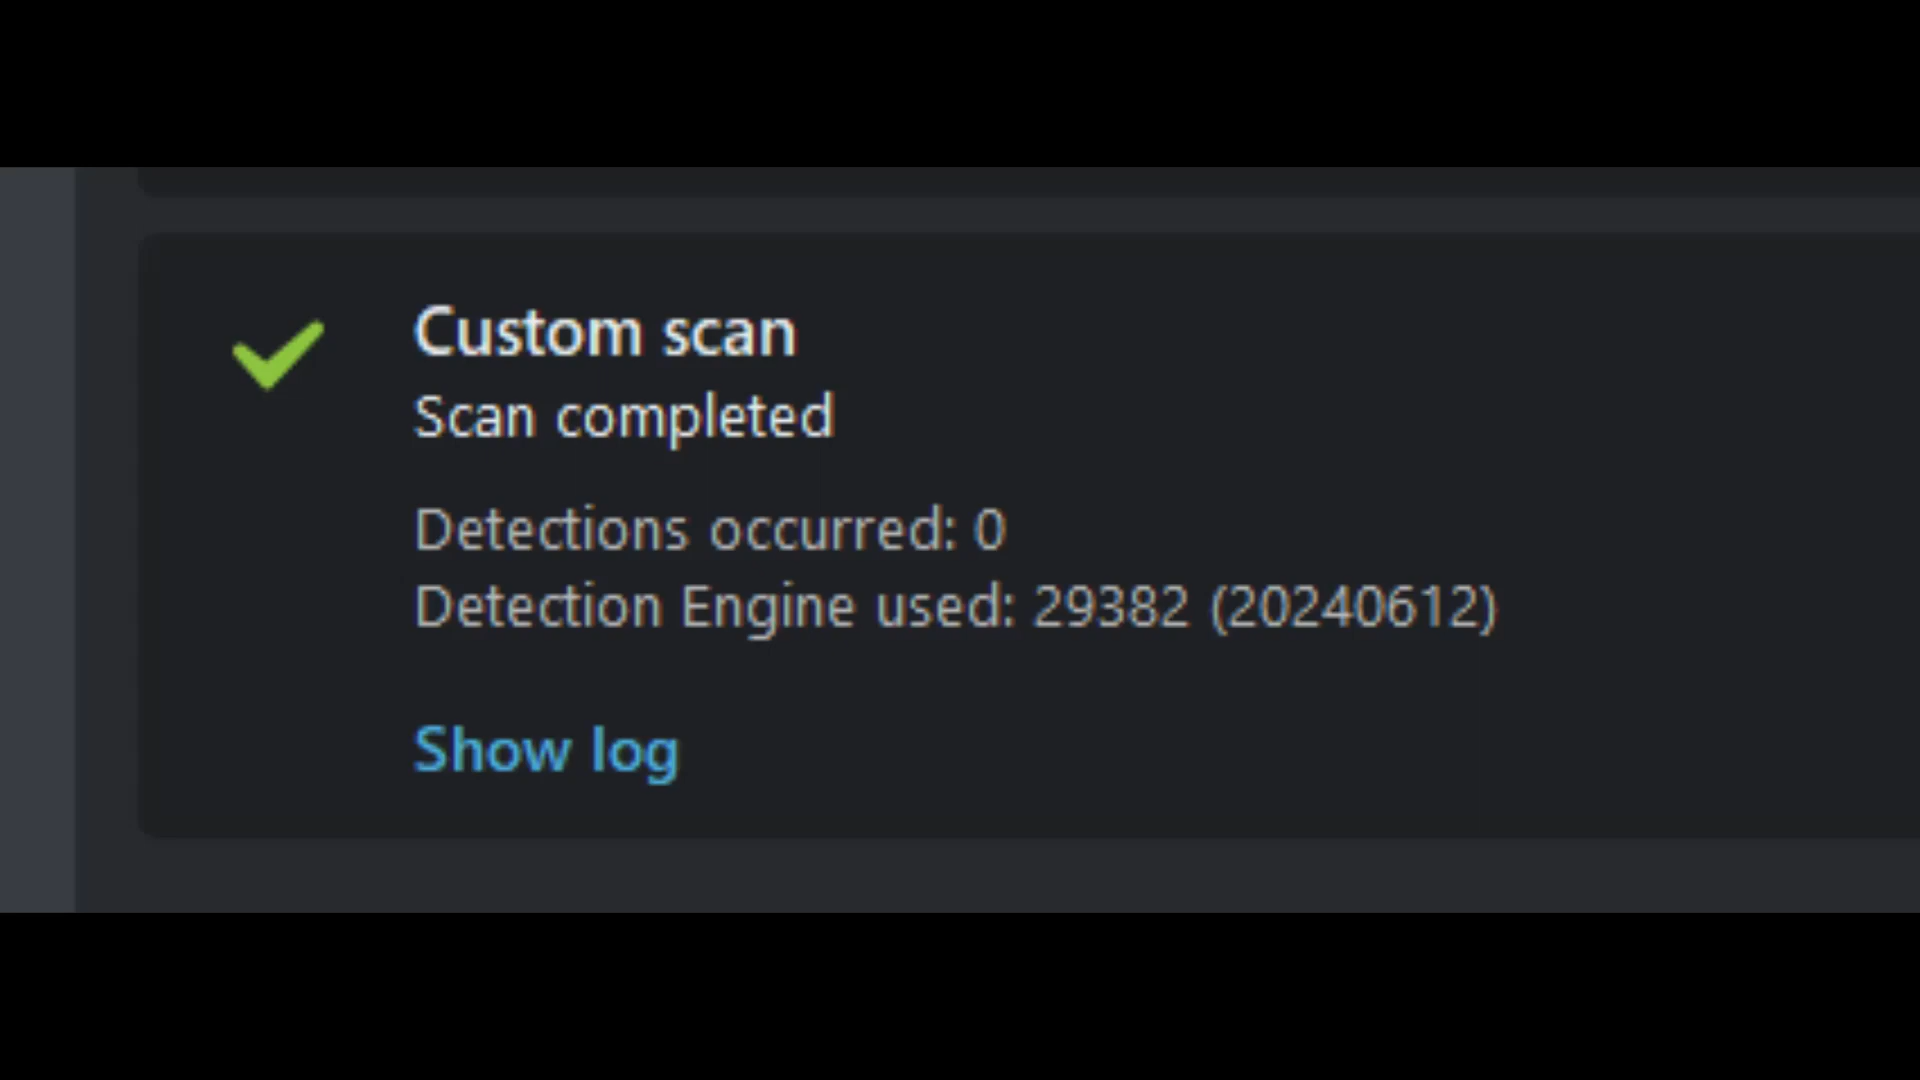 Custom scan
Scan completed
Detections occurred: 0
Detection Engine used: 29382 (20240612)
Show log